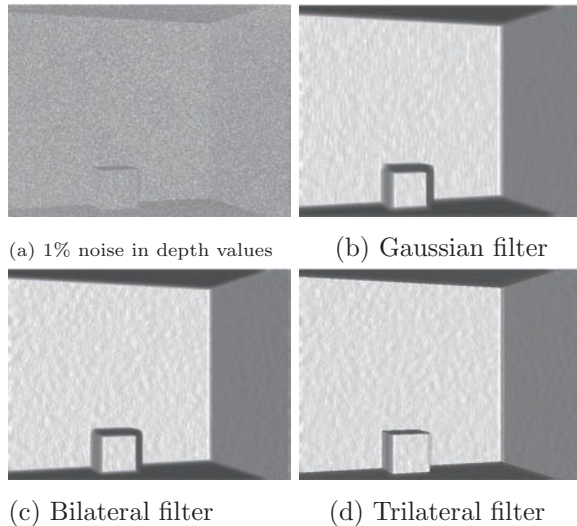 (a) 1% noise in depth values
(b) Gaussian filter
(c) Bilateral filter
(d) Trilateral filter